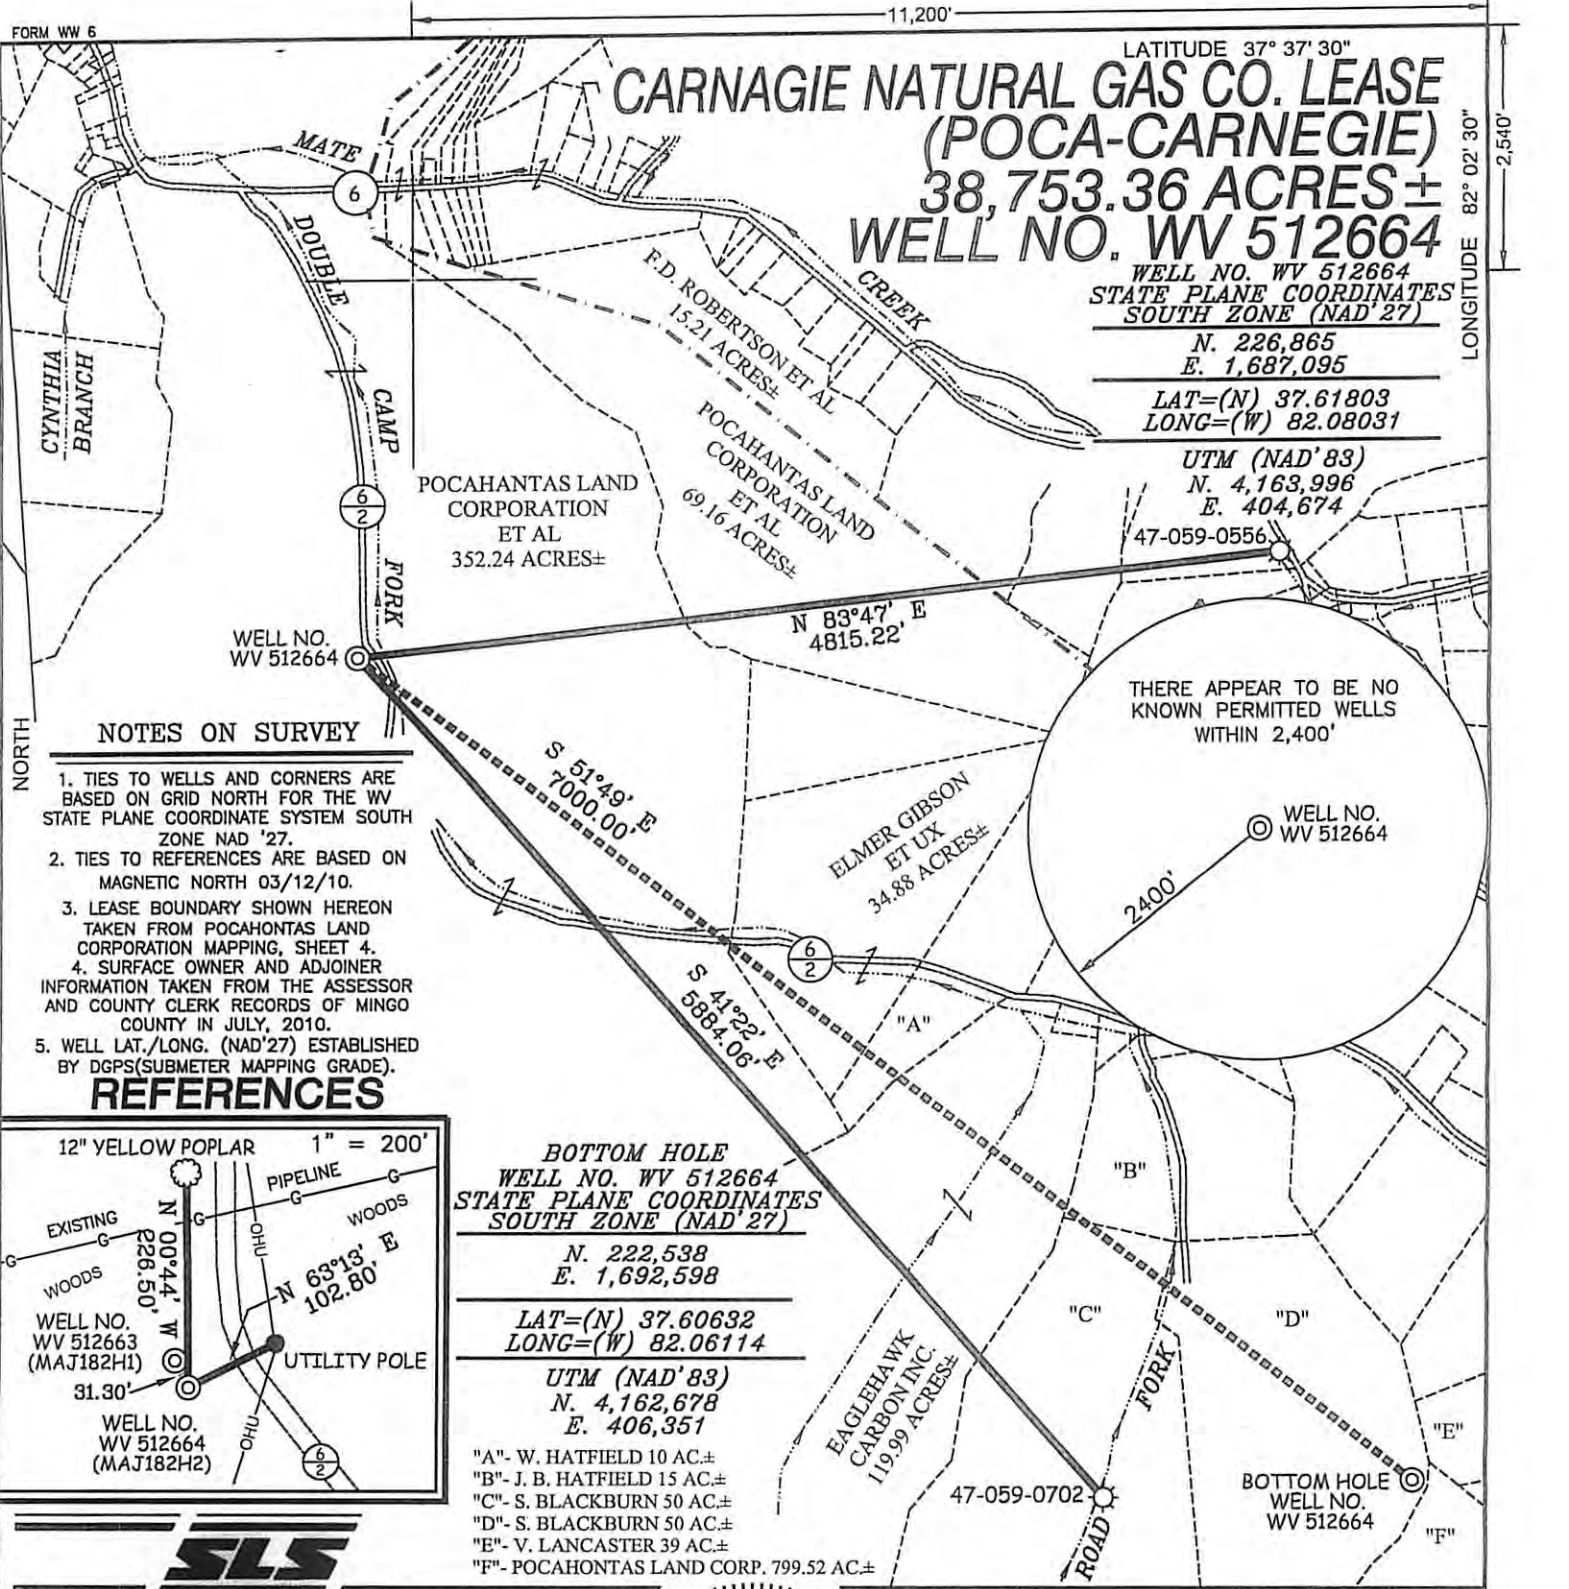 FORM WW 6
11,200'
LATITUDE 37° 37' 30"
CARNAGIE NATURAL GAS CO. LEASE
(POCA-CARNEGIE)
38,753.36 ACRES±
WELL NO. WV 512664
LONGITUDE 82° 02' 30"
2,540'
WELL NO. WV 512664
STATE PLANE COORDINATES
SOUTH ZONE (NAD'27)
N. 226,865
E. 1,687,095
LAT=(N) 37.61803
LONG=(W) 82.08031
UTM (NAD'83)
N. 4,163,996
E. 404,674
MATE
6
CREEK
DOUBLE
CAMP
FORK
CYNTHIA
BRANCH
F.D. ROBERTSON ET AL
15.21 ACRES±
POCAHANTAS LAND
CORPORATION
ET AL
69.16 ACRES±
POCAHANTAS LAND
CORPORATION
ET AL
352.24 ACRES±
6
2
47-059-0556
N 83°47' E
4815.22'
WELL NO.
WV 512664
NORTH
THERE APPEAR TO BE NO
KNOWN PERMITTED WELLS
WITHIN 2,400'
WELL NO.
WV 512664
2400'
NOTES ON SURVEY
1. TIES TO WELLS AND CORNERS ARE
BASED ON GRID NORTH FOR THE WV
STATE PLANE COORDINATE SYSTEM SOUTH
ZONE NAD '27.
2. TIES TO REFERENCES ARE BASED ON
MAGNETIC NORTH 03/12/10.
3. LEASE BOUNDARY SHOWN HEREON
TAKEN FROM POCAHONTAS LAND
CORPORATION MAPPING, SHEET 4.
4. SURFACE OWNER AND ADJOINER
INFORMATION TAKEN FROM THE ASSESSOR
AND COUNTY CLERK RECORDS OF MINGO
COUNTY IN JULY, 2010.
5. WELL LAT./LONG. (NAD'27) ESTABLISHED
BY DGPS(SUBMETER MAPPING GRADE).
S 51°49' E
7000.00'
ELMER GIBSON
ET UX
34.88 ACRES±
6
2
S 41°22' E
5884.06'
"A"
"B"
"C"
"D"
"E"
"F"
REFERENCES
12" YELLOW POPLAR
1" = 200'
EXISTING
G
G
G
PIPELINE
G
G
WOODS
WOODS
N 00°44' W
226.50'
OHU
N 63°13' E
102.80'
WELL NO.
WV 512663
(MAJ182H1)
31.30'
UTILITY POLE
WELL NO.
WV 512664
(MAJ182H2)
OHU
6
2
BOTTOM HOLE
WELL NO. WV 512664
STATE PLANE COORDINATES
SOUTH ZONE (NAD'27)
N. 222,538
E. 1,692,598
LAT=(N) 37.60632
LONG=(W) 82.06114
UTM (NAD'83)
N. 4,162,678
E. 406,351
"A"- W. HATFIELD 10 AC.±
"B"- J. B. HATFIELD 15 AC.±
"C"- S. BLACKBURN 50 AC.±
"D"- S. BLACKBURN 50 AC.±
"E"- V. LANCASTER 39 AC.±
"F"- POCAHONTAS LAND CORP. 799.52 AC.±
EAGLEHAWK
CARBON INC.
119.99 ACRES±
FORK
ROAD
47-059-0702
BOTTOM HOLE
WELL NO.
WV 512664
SLS